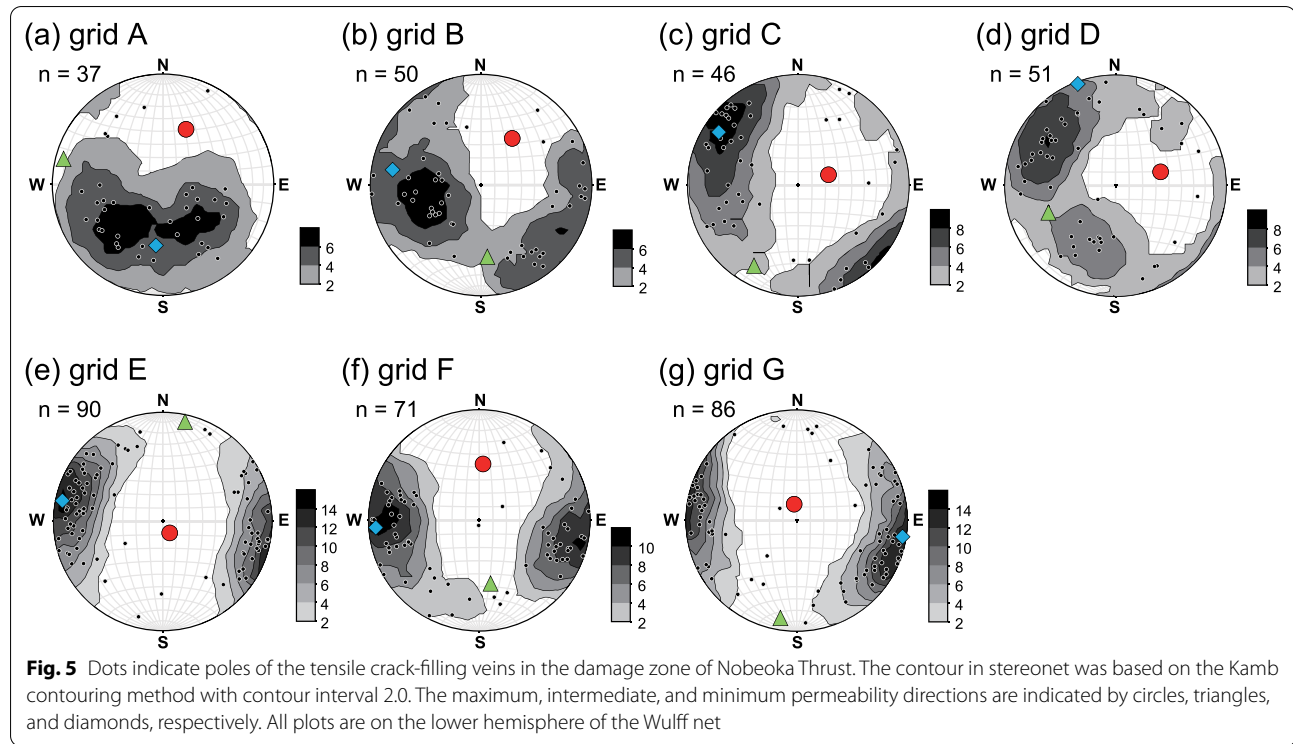 (a) grid A
n = 37
N
W
E
S
6
4
2
(b) grid B
n = 50
N
W
E
S
6
4
2
(c) grid C
n = 46
N
W
E
S
8
6
4
2
(d) grid D
n = 51
N
W
E
S
8
6
4
2
(e) grid E
n = 90
N
W
E
S
14
12
10
8
6
4
2
(f) grid F
n = 71
N
W
E
S
10
8
6
4
2
(g) grid G
n = 86
N
W
E
S
14
12
10
8
6
4
2
Fig. 5 Dots indicate poles of the tensile crack-filling veins in the damage zone of Nobeoka Thrust. The contour in stereonet was based on the Kamb
contouring method with contour interval 2.0. The maximum, intermediate, and minimum permeability directions are indicated by circles, triangles,
and diamonds, respectively. All plots are on the lower hemisphere of the Wulff net